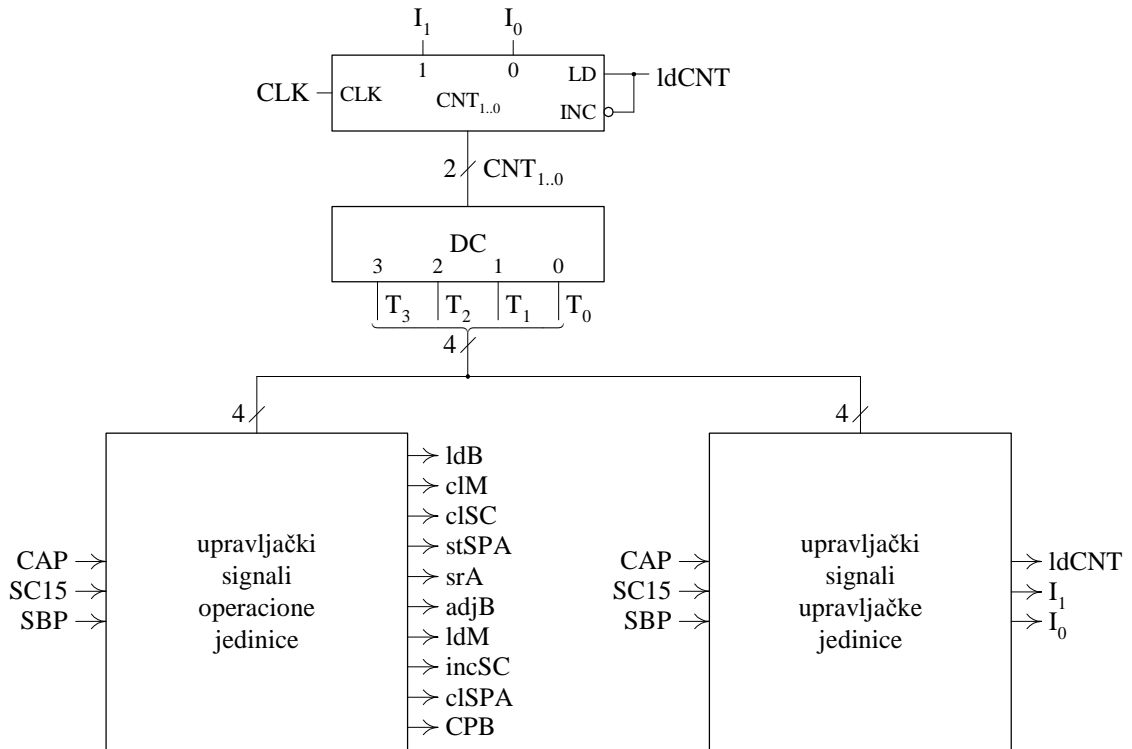 I₁ I₀
1 0 LD ldCNT
CLK CLK CNT₁..₀
INC
2 CNT₁..₀
DC
3 2 1 0
T₃ T₂ T₁ T₀
4
4 4
ldB
clM
clSC
CAP upravljački stSPA
SC15 signali srA
SBP operacione adjB
jedinice ldM
incSC
clSPA
CPB
CAP upravljački ldCNT
SC15 signali I₁
SBP upravljačke I₀
jedinice